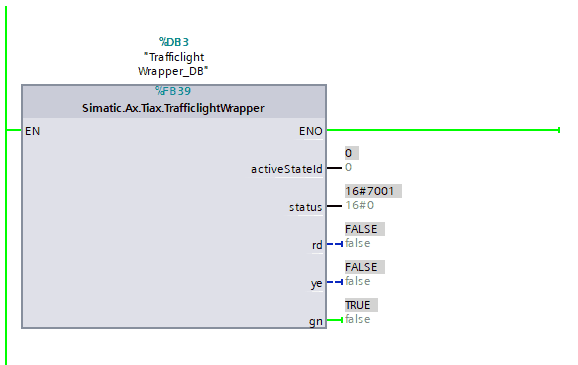 %DB3
"Trafficlight
Wrapper_DB"
%FB39
Simatic.Ax.Tiax.TrafficlightWrapper
EN
ENO
0
activeStateId
0
16#7001
status
16#0
FALSE
rd
false
FALSE
ye
false
TRUE
gn
false